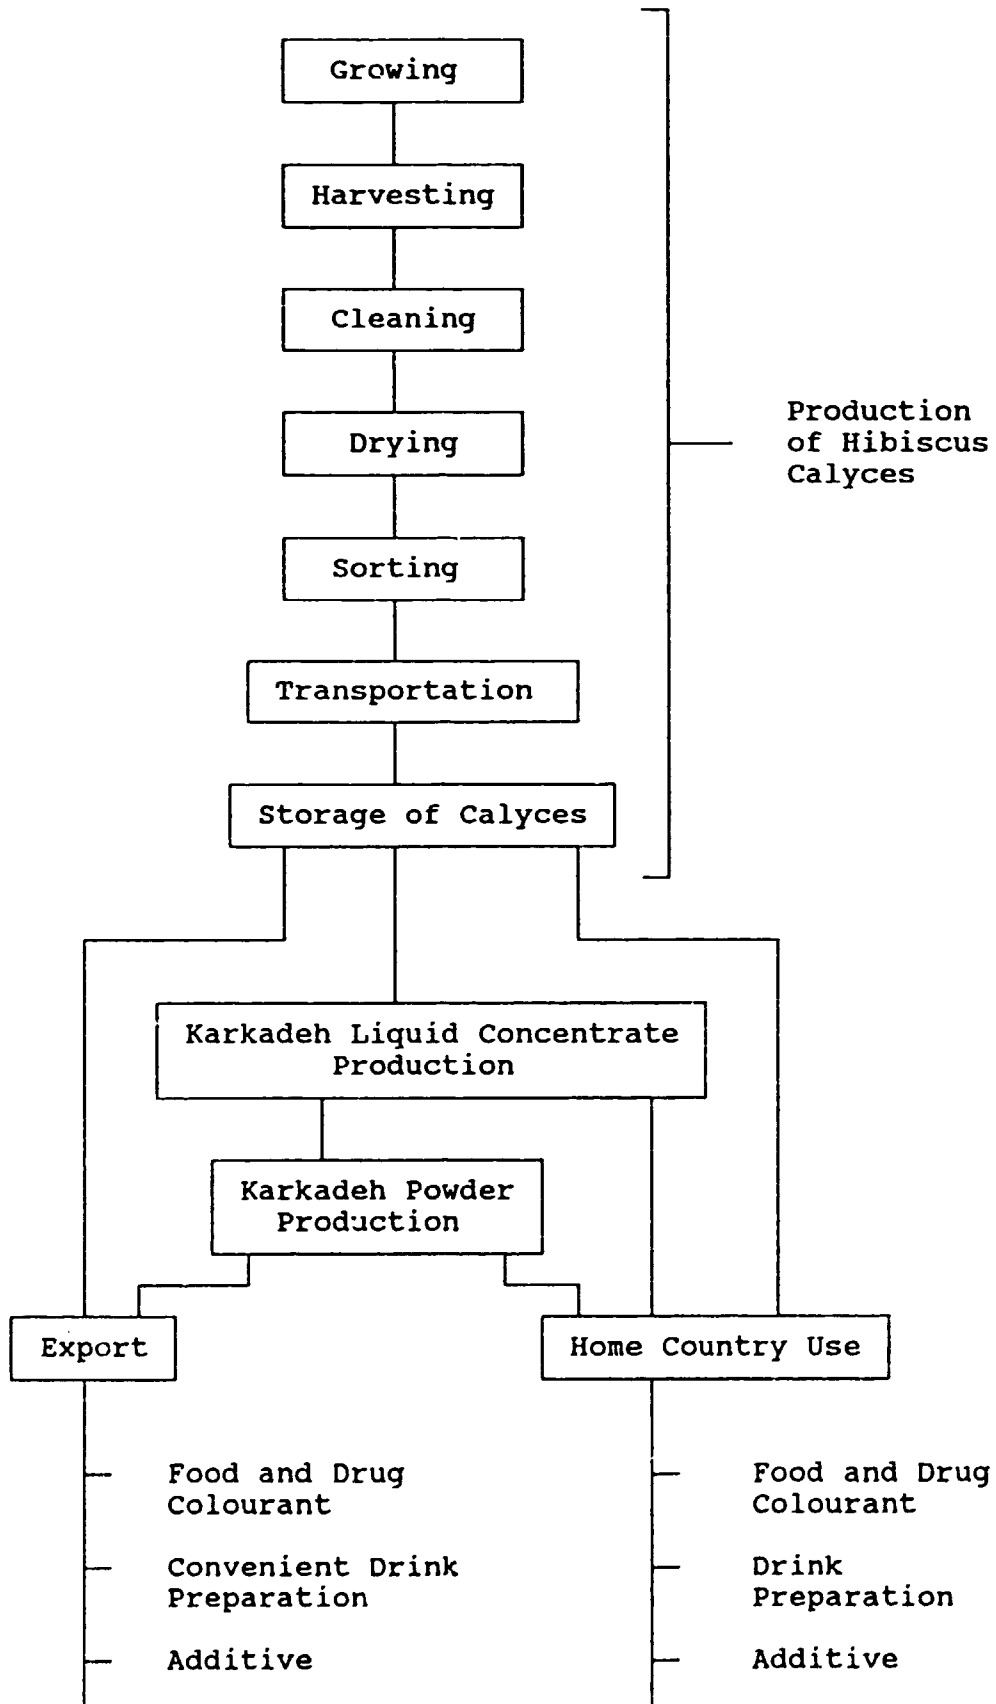 Growing
Harvesting
Cleaning
Drying
Production
of Hibiscus
Calyces
Sorting
Transportation
Storage of Calyces
Karkadeh Liquid Concentrate
Production
Karkadeh Powder
Production
Export
Home Country Use
Food and Drug
Colourant
Convenient Drink
Preparation
Additive
Food and Drug
Colourant
Drink
Preparation
Additive